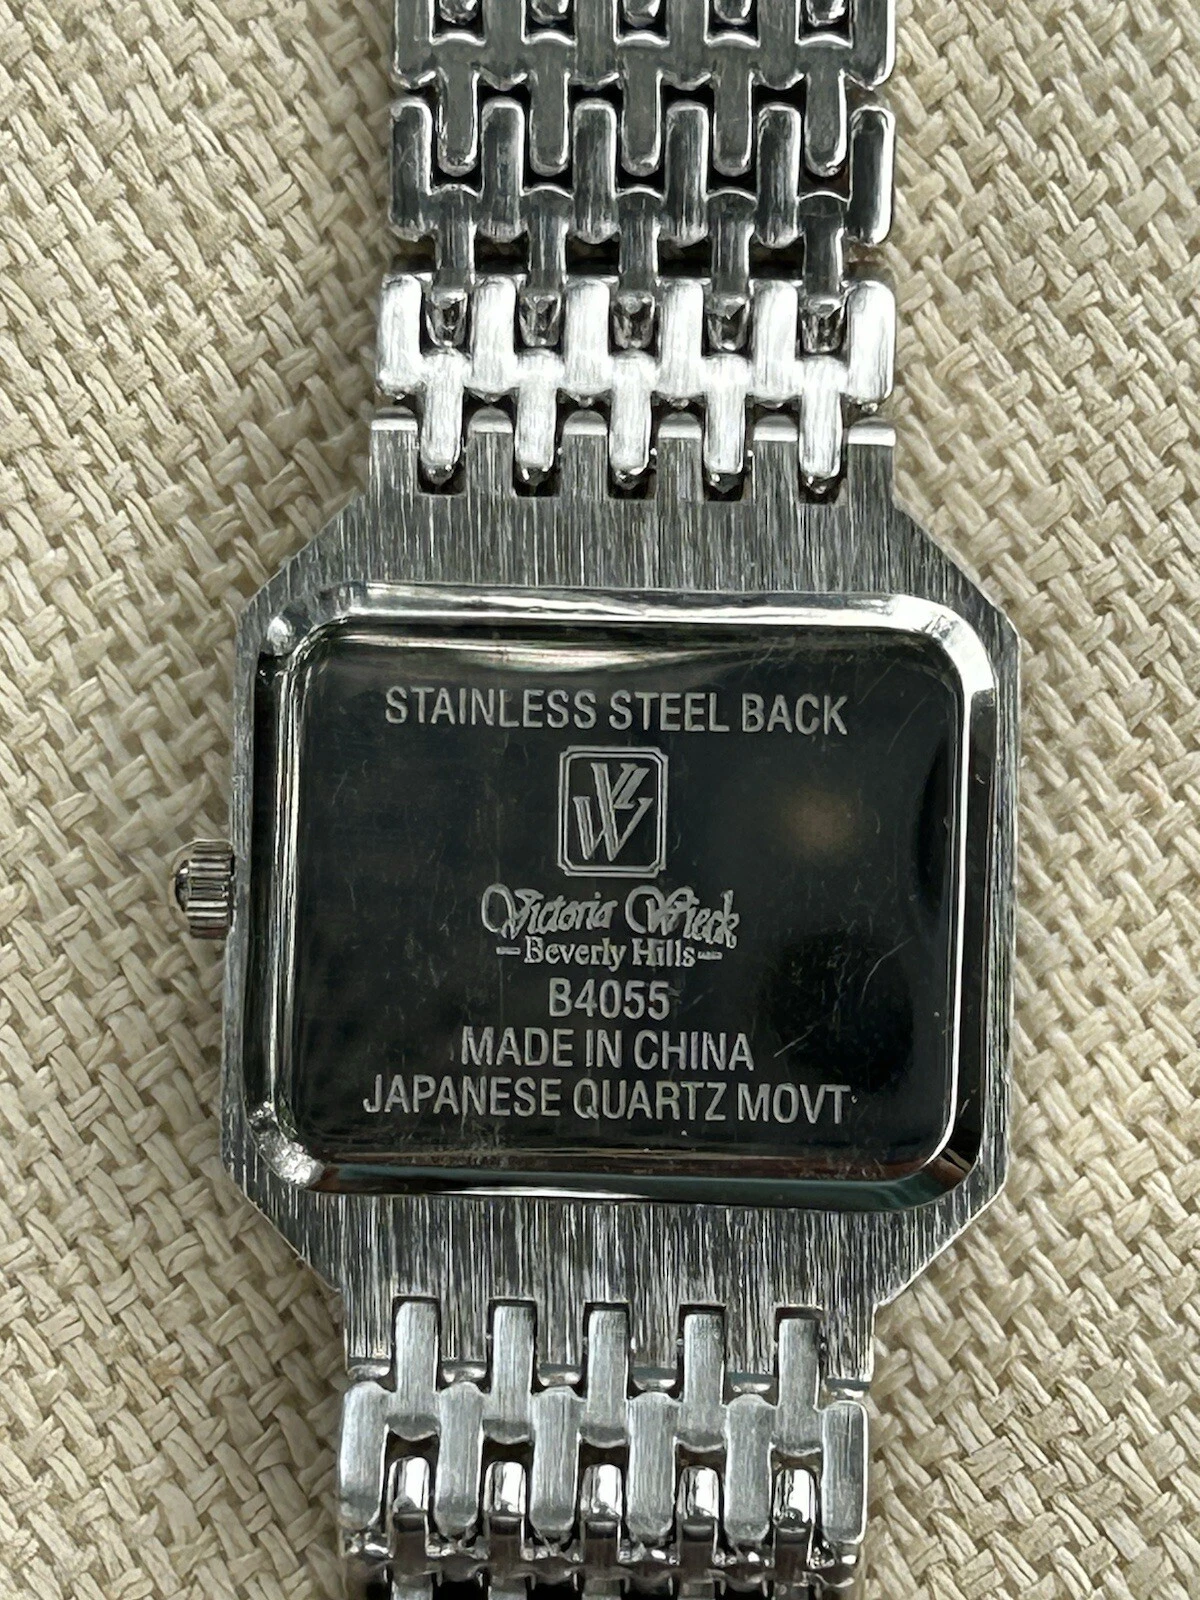 STAINLESS STEEL BACK
VW
Victoria Wieck
Beverly Hills
B4055
MADE IN CHINA
JAPANESE QUARTZ MOVT